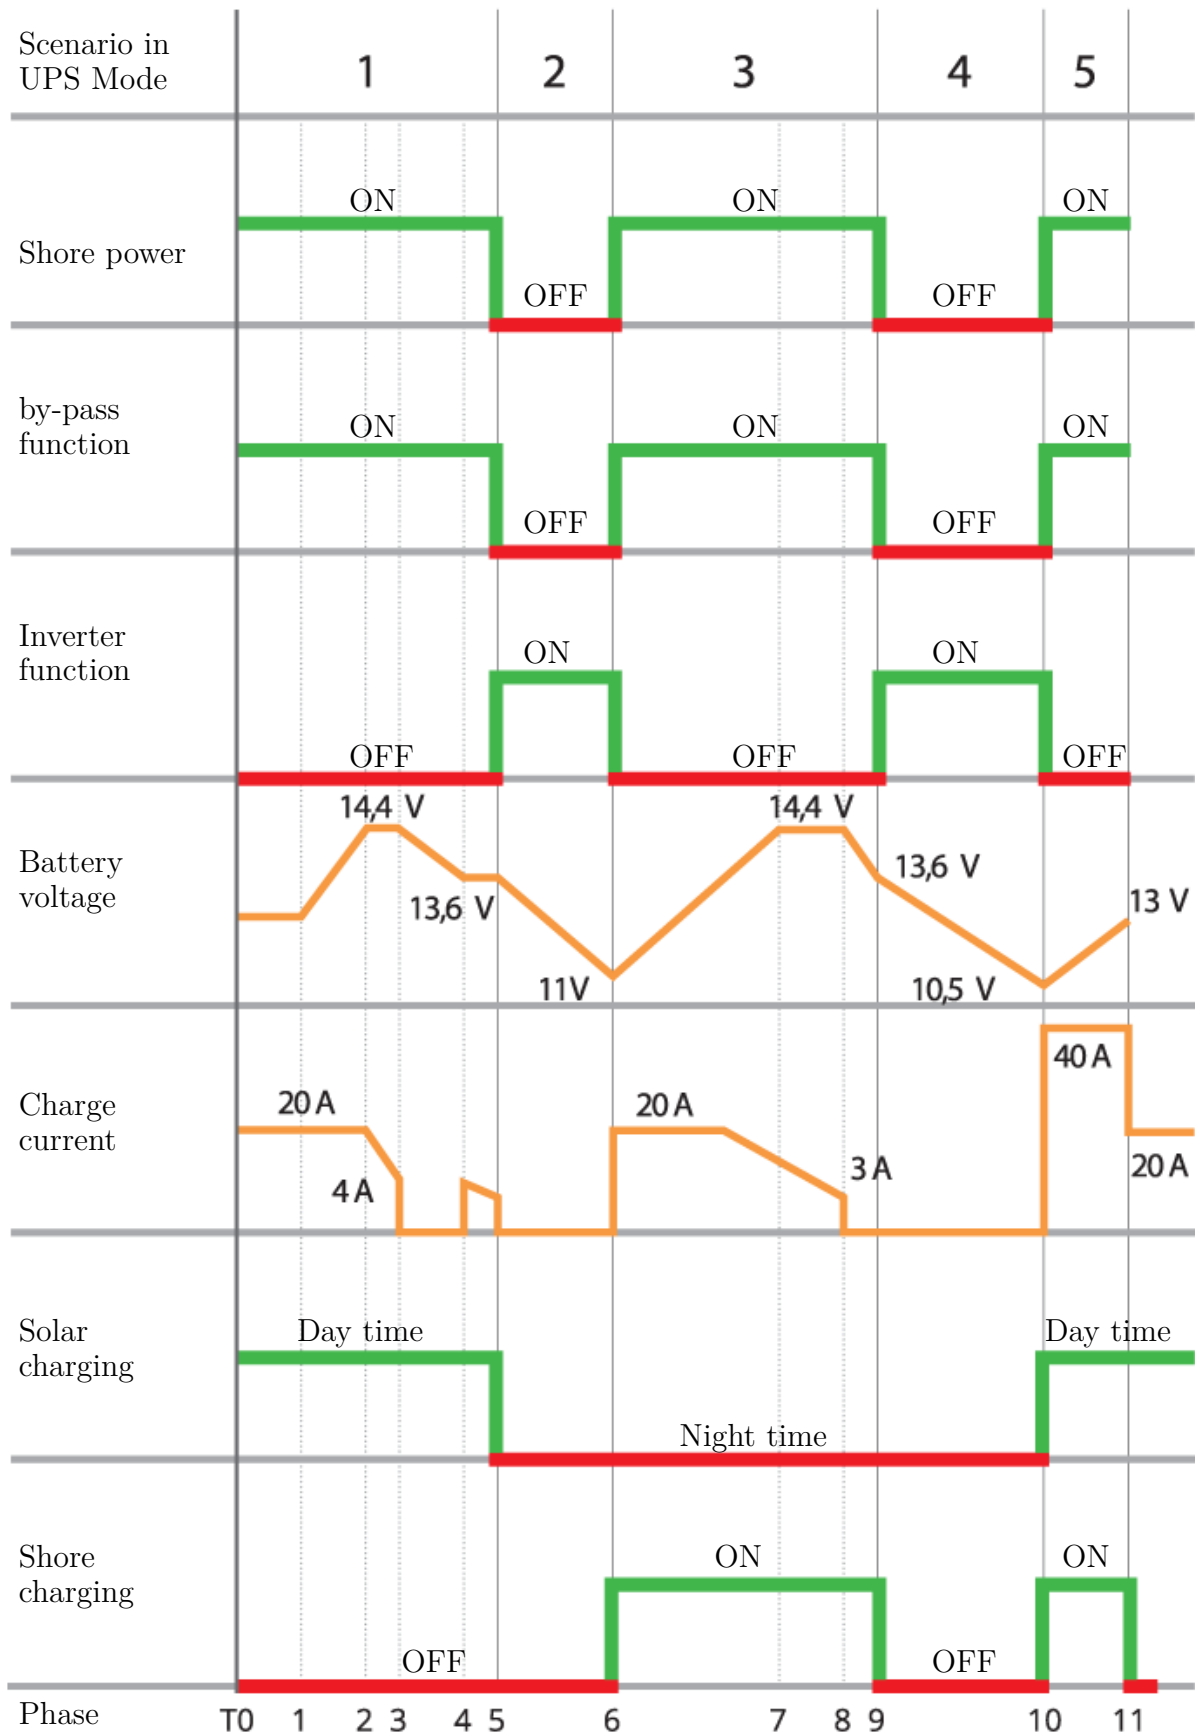 Scenario in
UPS Mode
1 2 3 4 5
ON ON ON
Shore power
OFF OFF
by-pass
function
ON ON ON
OFF OFF
Inverter
function
ON ON
OFF OFF OFF
Battery
voltage
14,4 V 14,4 V
13,6 V
13,6 V 13 V
11V 10,5 V
Charge
current
40 A
20 A 20 A
4 A 3 A 20 A
Solar
charging
Day time Day time
Night time
Shore
charging
ON ON
OFF OFF
Phase T0 1 2 3 4 5 6 7 8 9 10 11